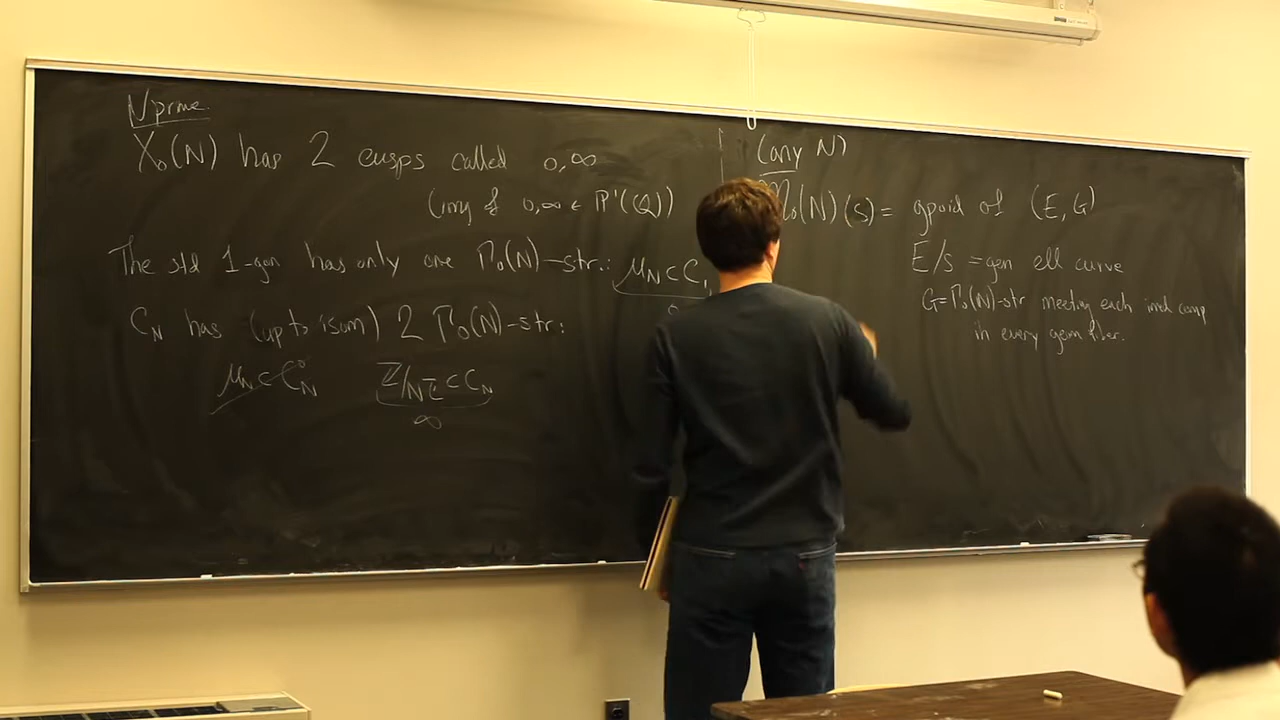 N prime.
X₀(N) has 2 cusps called 0,∞
(img of 0,∞ ∈ P¹(Q))
The std 1-gon has only one Γ₀(N)-str.: μ_N ⊂ C₁
C_N has (up to isom) 2 Γ₀(N)-str:
μ_N ⊂ C_N⁰ Z/NZ ⊂ C_N
∞
(any N)
₀(N)(S) = gpoid of (E,G)
E/S = gen ell curve
G = Γ₀(N)-str meeting each irred comp
in every geom fiber.